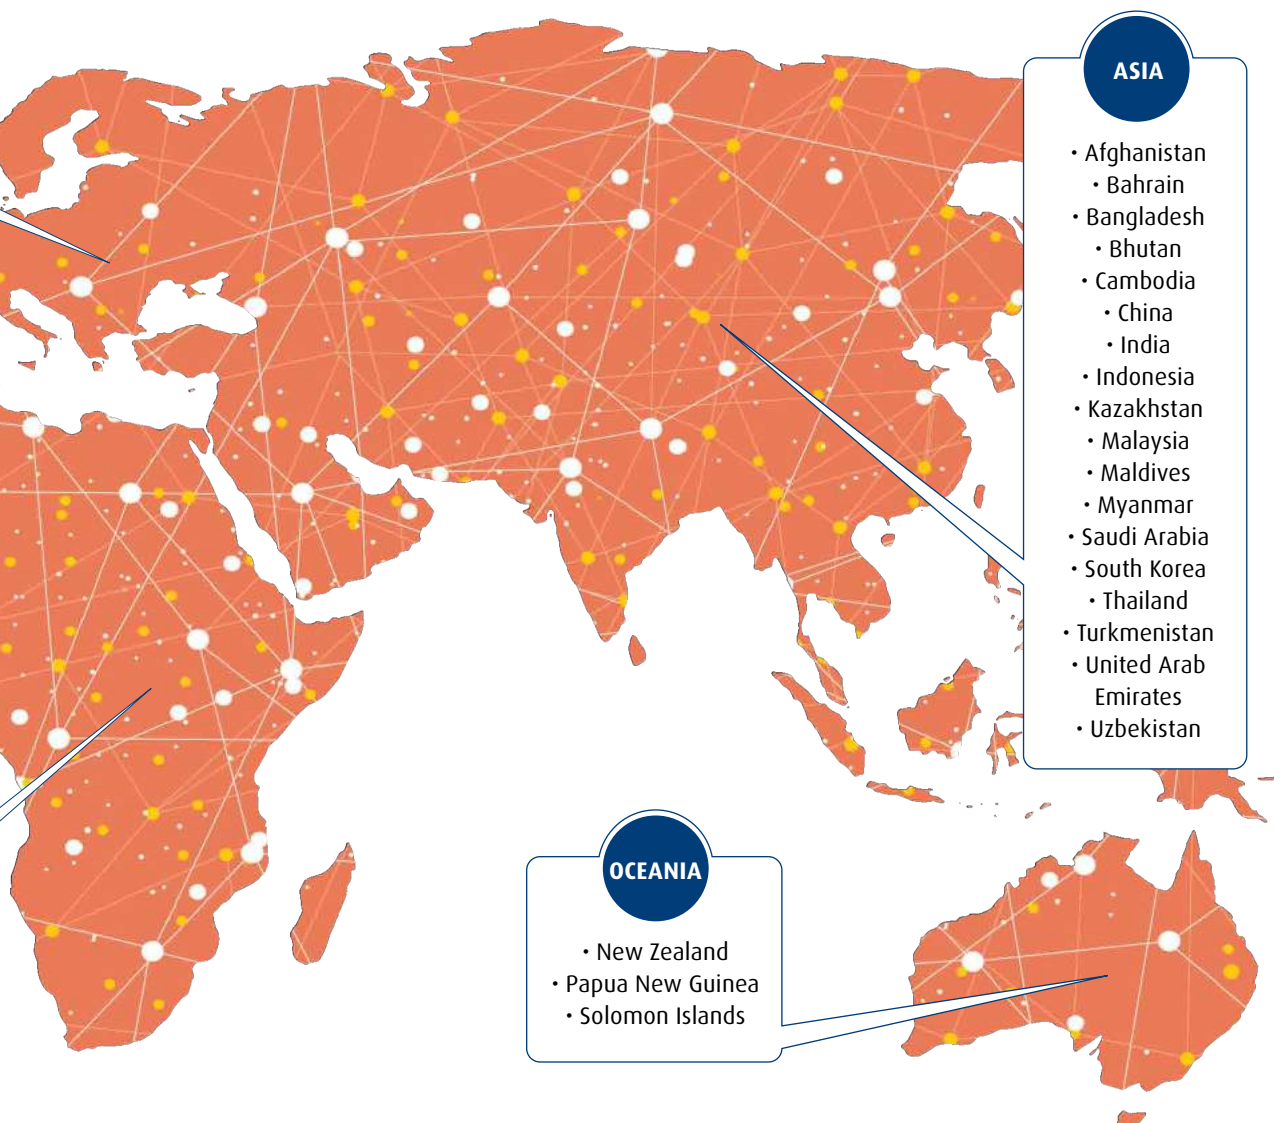 ASIA
• Afghanistan
• Bahrain
• Bangladesh
• Bhutan
• Cambodia
• China
• India
• Indonesia
• Kazakhstan
• Malaysia
• Maldives
• Myanmar
• Saudi Arabia
• South Korea
• Thailand
• Turkmenistan
• United Arab
Emirates
• Uzbekistan
OCEANIA
• New Zealand
• Papua New Guinea
• Solomon Islands